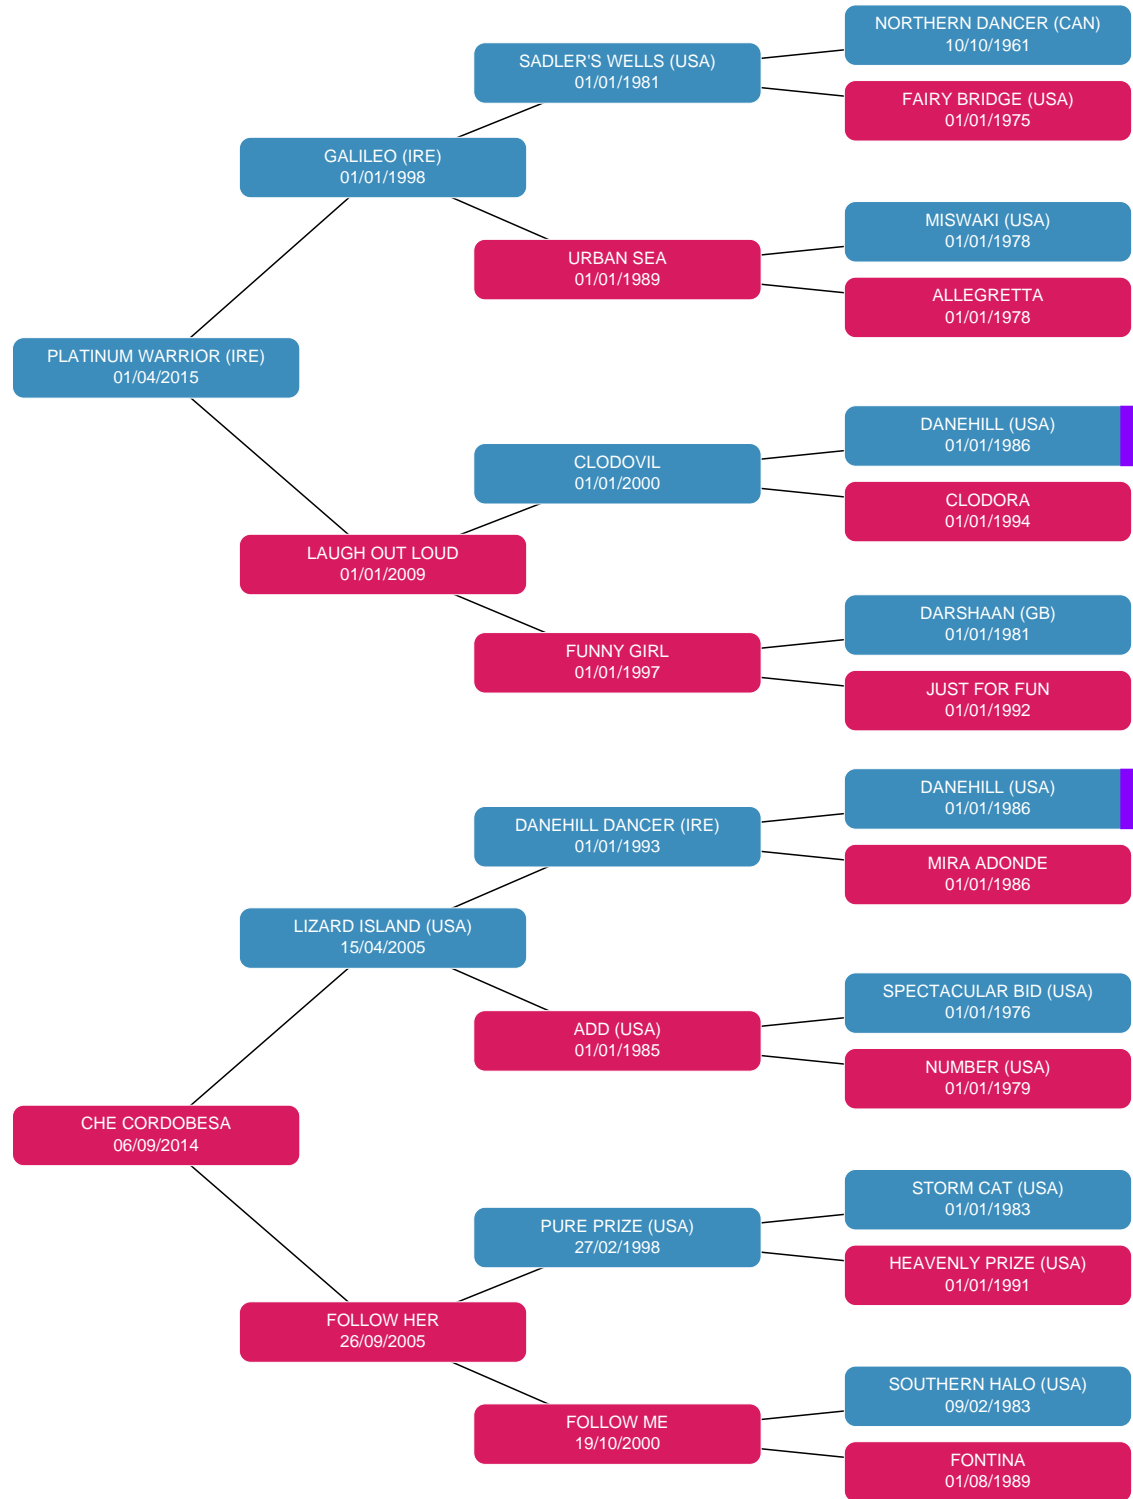 NORTHERN DANCER (CAN)
10/10/1961
SADLER'S WELLS (USA)
01/01/1981
FAIRY BRIDGE (USA)
01/01/1975
GALILEO (IRE)
01/01/1998
MISWAKI (USA)
01/01/1978
URBAN SEA
01/01/1989
ALLEGRETTA
01/01/1978
PLATINUM WARRIOR (IRE)
01/04/2015
DANEHILL (USA)
01/01/1986
CLODOVIL
01/01/2000
CLODORA
01/01/1994
LAUGH OUT LOUD
01/01/2009
DARSHAAN (GB)
01/01/1981
FUNNY GIRL
01/01/1997
JUST FOR FUN
01/01/1992
DANEHILL (USA)
01/01/1986
DANEHILL DANCER (IRE)
01/01/1993
MIRA ADONDE
01/01/1986
LIZARD ISLAND (USA)
15/04/2005
SPECTACULAR BID (USA)
01/01/1976
ADD (USA)
01/01/1985
NUMBER (USA)
01/01/1979
CHE CORDOBESA
06/09/2014
STORM CAT (USA)
01/01/1983
PURE PRIZE (USA)
27/02/1998
HEAVENLY PRIZE (USA)
01/01/1991
FOLLOW HER
26/09/2005
SOUTHERN HALO (USA)
09/02/1983
FOLLOW ME
19/10/2000
FONTINA
01/08/1989